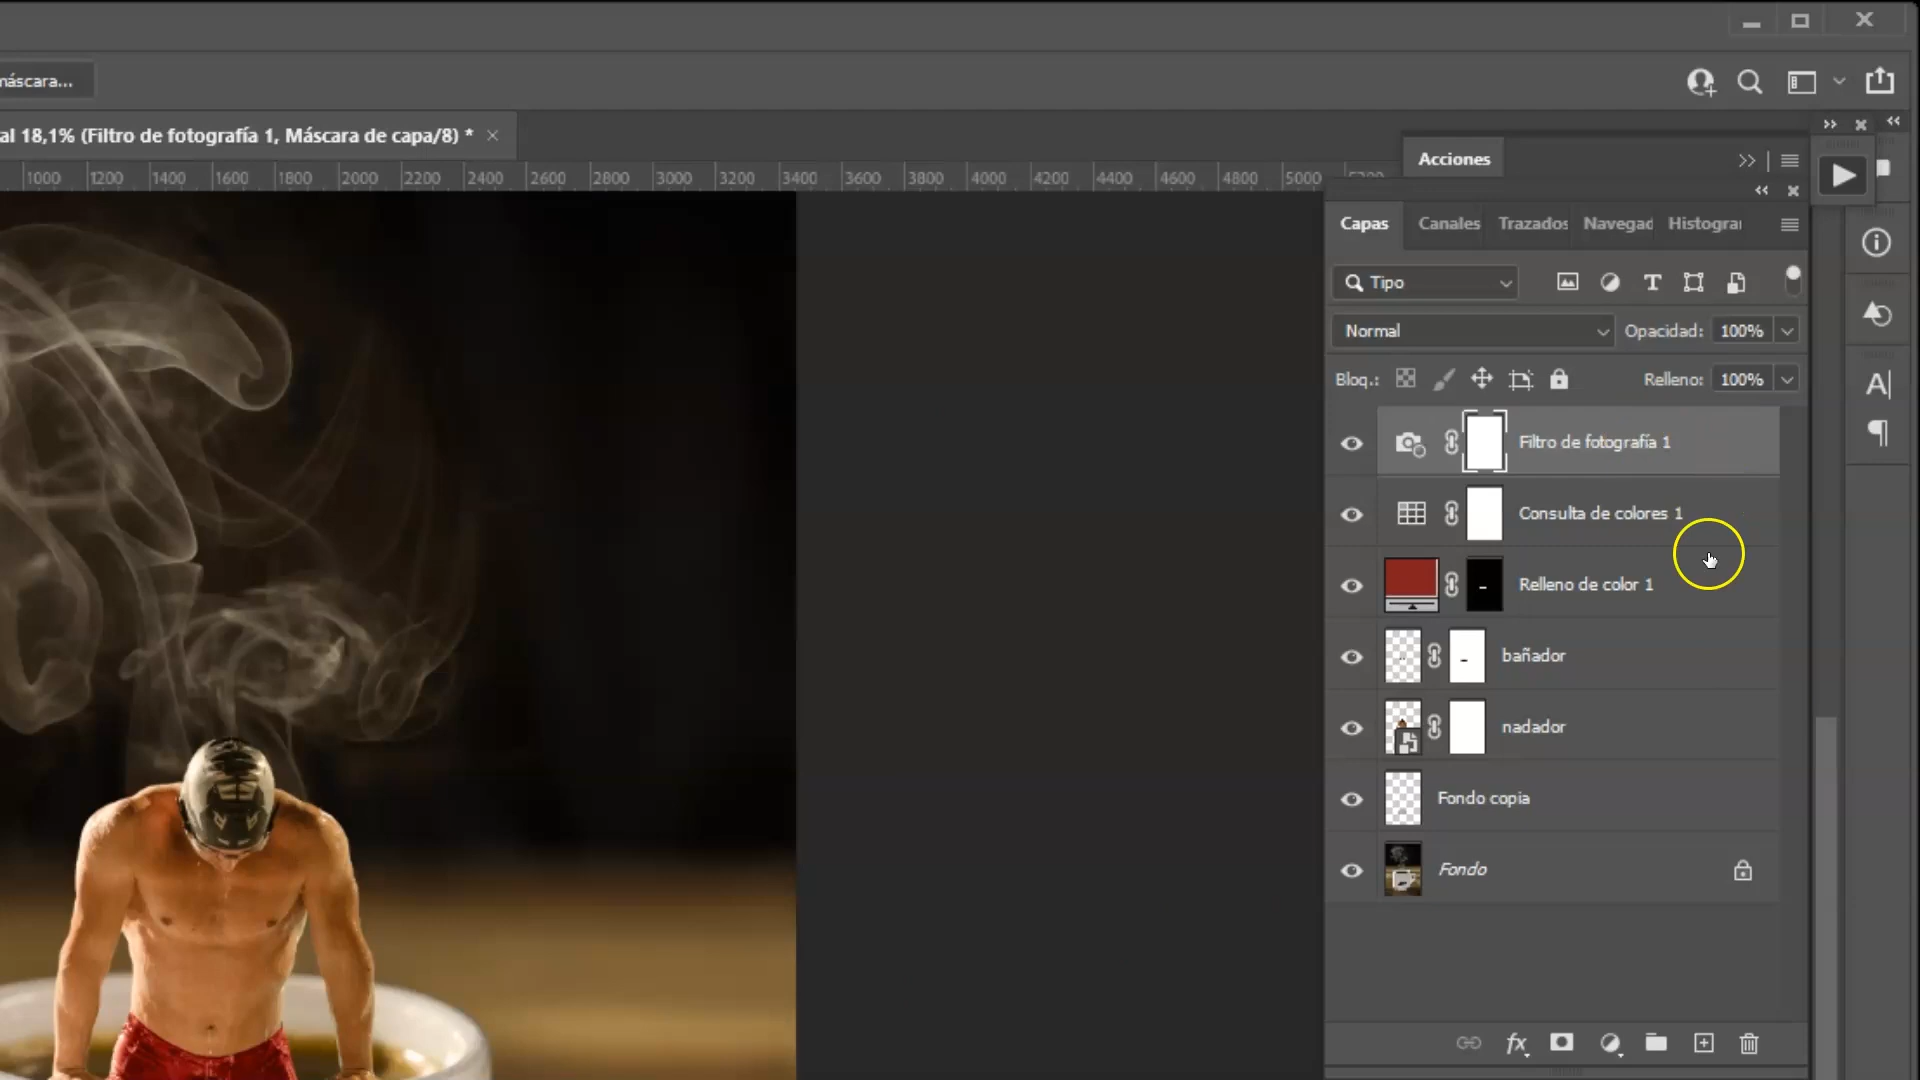 máscara...
al 18,1% (Filtro de fotografía 1, Máscara de capa/8) *
1000 1200 1400 1600 1800 2000 2200 2400 2600 2800 3000 3200 3400 3600 3800 4000 4200 4400 4600 4800 5000
Acciones
Capas Canales Trazados Navegad Histogra
Tipo
Normal Opacidad: 100%
Bloq.: Relleno: 100%
Filtro de fotografía 1
Consulta de colores 1
Relleno de color 1
bañador
nadador
Fondo copia
Fondo
fx